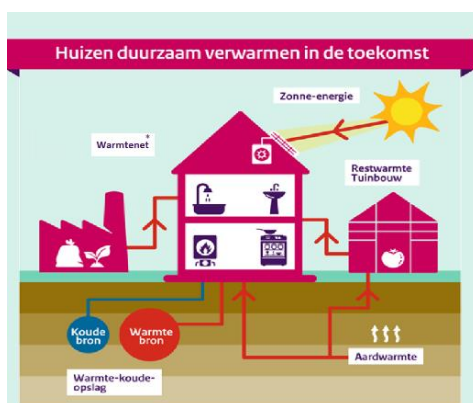 Huizen duurzaam verwarmen in de toekomst
Zonne-energie
Warmtenet*
Restwarmte
Tuinbouw
Koude
bron
Warmte
bron
Aardwarmte
Warmte-koude-
opslag